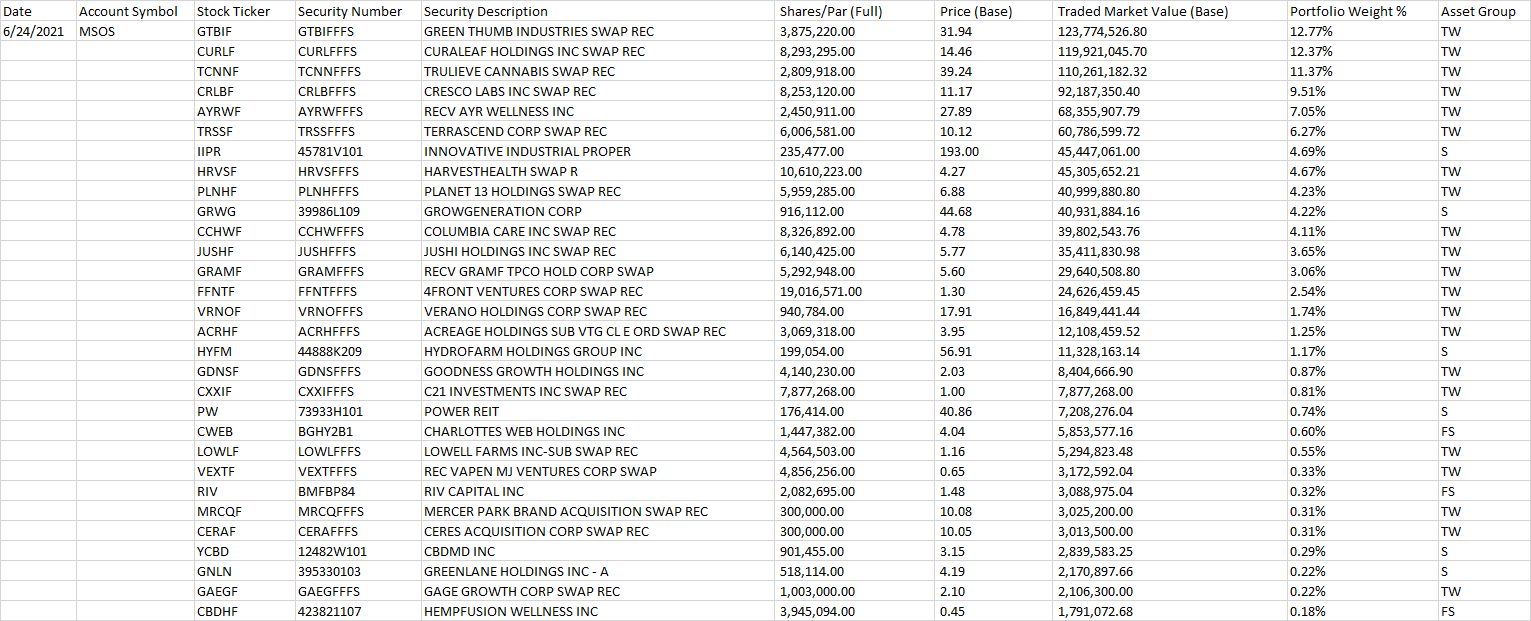 Date Account Symbol Stock Ticker Security Number Security Description Shares/Par (Full) Price (Base) Traded Market Value (Base) Portfolio Weight % Asset Group
6/24/2021 MSOS GTBIF GTBIFFFS GREEN THUMB INDUSTRIES SWAP REC 3,875,220.00 31.94 123,774,526.80 12.77% TW
CURLF CURLFFFS CURALEAF HOLDINGS INC SWAP REC 8,293,295.00 14.46 119,921,045.70 12.37% TW
TCNNF TCNNFFFS TRULIEVE CANNABIS SWAP REC 2,809,918.00 39.24 110,261,182.32 11.37% TW
CRLBF CRLBFFFS CRESCO LABS INC SWAP REC 8,253,120.00 11.17 92,187,350.40 9.51% TW
AYRWF AYRWFFFS RECV AYR WELLNESS INC 2,450,911.00 27.89 68,355,907.79 7.05% TW
TRSSF TRSSFFFS TERRASCEND CORP SWAP REC 6,006,581.00 10.12 60,786,599.72 6.27% TW
IIPR 45781V101 INNOVATIVE INDUSTRIAL PROPER 235,477.00 193.00 45,447,061.00 4.69% S
HRVSF HRVSFFFS HARVESTHEALTH SWAP R 10,610,223.00 4.27 45,305,652.21 4.67% TW
PLNHF PLNHFFFS PLANET 13 HOLDINGS SWAP REC 5,959,285.00 6.88 40,999,880.80 4.23% TW
GRWG 39986L109 GROWGENERATION CORP 916,112.00 44.68 40,931,884.16 4.22% S
CCHWF CCHWFFFS COLUMBIA CARE INC SWAP REC 8,326,892.00 4.78 39,802,543.76 4.11% TW
JUSHF JUSHFFFS JUSHI HOLDINGS INC SWAP REC 6,140,425.00 5.77 35,411,830.98 3.65% TW
GRAMF GRAMFFFS RECV GRAMF TPCO HOLD CORP SWAP 5,292,948.00 5.60 29,640,508.80 3.06% TW
FFNTF FFNTFFFS 4FRONT VENTURES CORP SWAP REC 19,016,571.00 1.30 24,626,459.45 2.54% TW
VRNOF VRNOFFFS VERANO HOLDINGS CORP SWAP REC 940,784.00 17.91 16,849,441.44 1.74% TW
ACRHF ACRHFFFS ACREAGE HOLDINGS SUB VTG CL E ORD SWAP REC 3,069,318.00 3.95 12,108,459.52 1.25% TW
HYFM 44888K209 HYDROFARM HOLDINGS GROUP INC 199,054.00 56.91 11,328,163.14 1.17% S
GDNSF GDNSFFFS GOODNESS GROWTH HOLDINGS INC 4,140,230.00 2.03 8,404,666.90 0.87% TW
CXXIF CXXIFFFS C21 INVESTMENTS INC SWAP REC 7,877,268.00 1.00 7,877,268.00 0.81% TW
PW 73933H101 POWER REIT 176,414.00 40.86 7,208,276.04 0.74% S
CWEB BGHY2B1 CHARLOTTES WEB HOLDINGS INC 1,447,382.00 4.04 5,853,577.16 0.60% FS
LOWLF LOWLFFFS LOWELL FARMS INC-SUB SWAP REC 4,564,503.00 1.16 5,294,823.48 0.55% TW
VEXTF VEXTFFFS REC VAPEN MJ VENTURES CORP SWAP 4,856,256.00 0.65 3,172,592.04 0.33% TW
RIV BMFBP84 RIV CAPITAL INC 2,082,695.00 1.48 3,088,975.04 0.32% FS
MRCQF MRCQFFFS MERCER PARK BRAND ACQUISITION SWAP REC 300,000.00 10.08 3,025,200.00 0.31% TW
CERAF CERAFFFS CERES ACQUISITION CORP SWAP REC 300,000.00 10.05 3,013,500.00 0.31% TW
YCBD 12482W101 CBDMD INC 901,455.00 3.15 2,839,583.25 0.29% S
GNLN 395330103 GREENLANE HOLDINGS INC - A 518,114.00 4.19 2,170,897.66 0.22% S
GAEGF GAEGFFFS GAGE GROWTH CORP SWAP REC 1,003,000.00 2.10 2,106,300.00 0.22% TW
CBDHF 423821107 HEMPFUSION WELLNESS INC 3,945,094.00 0.45 1,791,072.68 0.18% FS